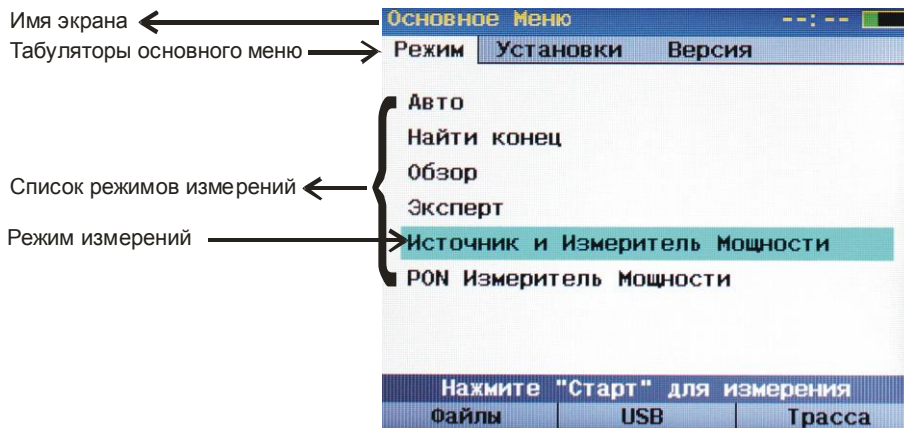 Имя экрана
Основное Меню --:--
Табуляторы основного меню
Режим Установки Версия
Авто
Найти конец
Обзор
Список режимов измерений
Эксперт
Режим измерений
Источник и Измеритель Мощности
PON Измеритель Мощности
Нажмите "Старт" для измерения
Файлы USB Трасса